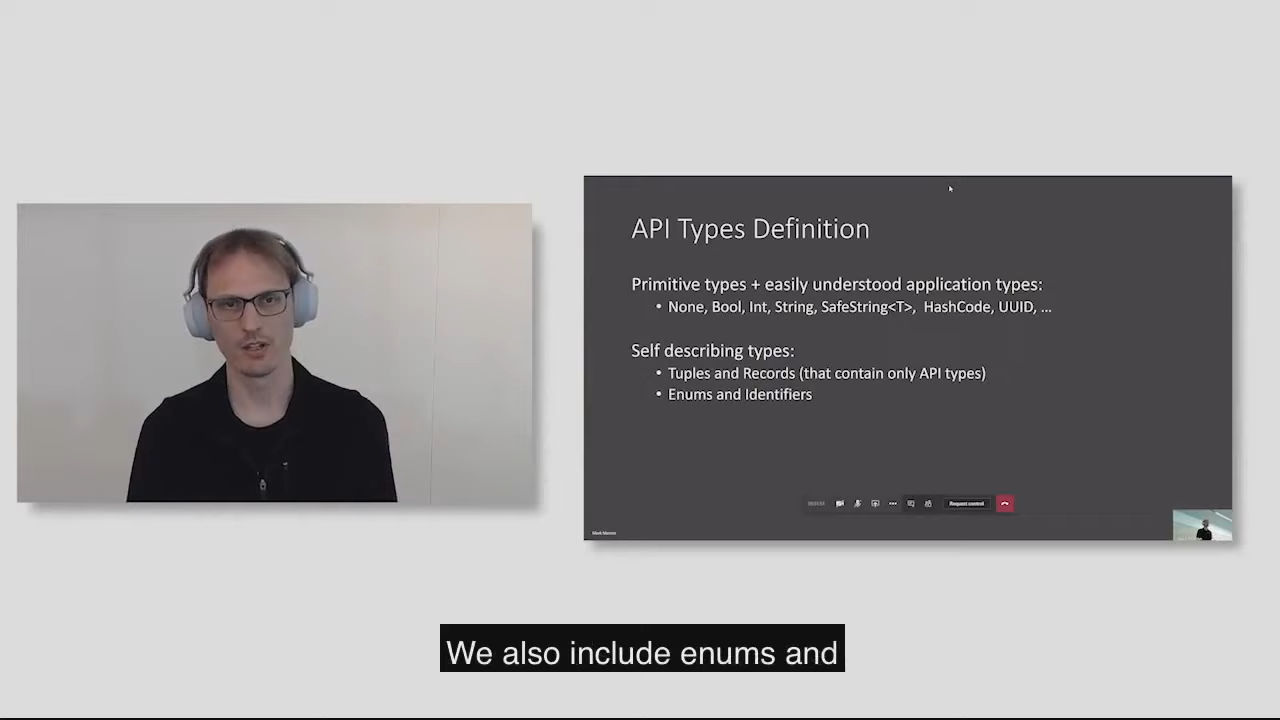 API Types Definition
Primitive types + easily understood application types:
• None, Bool, Int, String, SafeString<T>, HashCode, UUID, ...
Self describing types:
• Tuples and Records (that contain only API types)
• Enums and Identifiers
Request control
We also include enums and